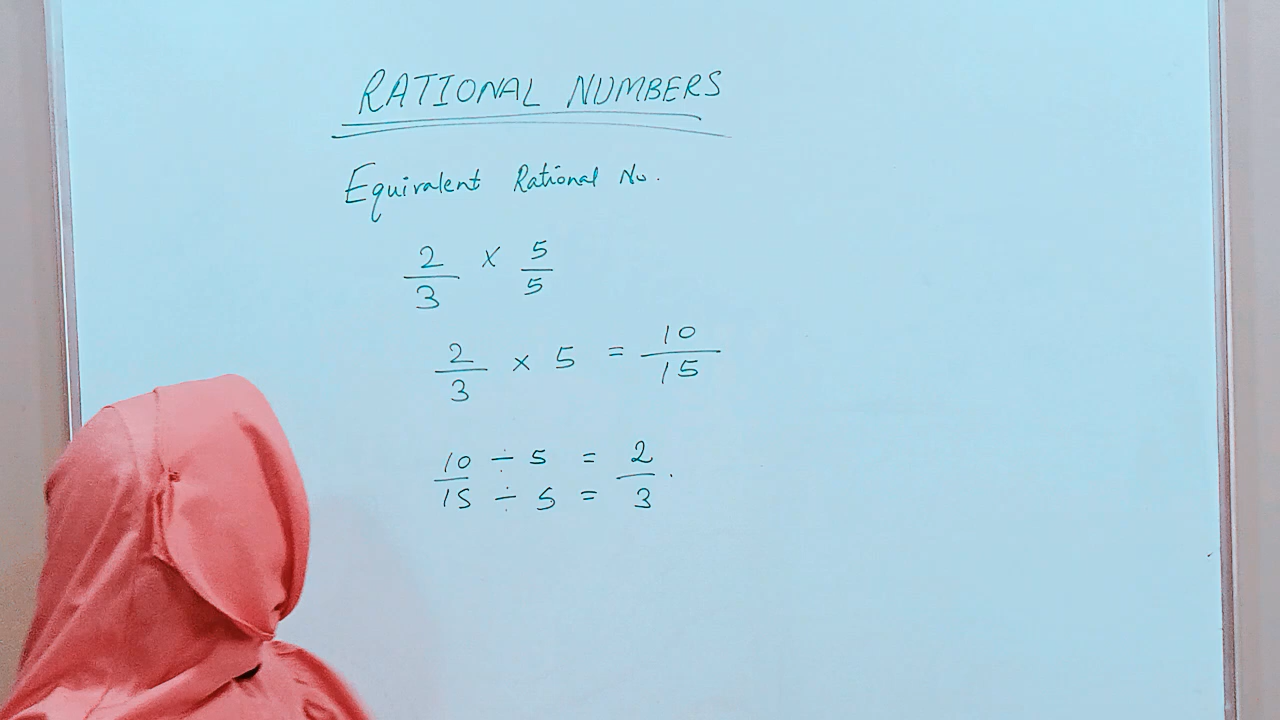 RATIONAL NUMBERS
Equivalent Rational No.
2/3 × 5/5
2/3 × 5 = 10/15
10 ÷ 5 = 2
15 ÷ 5 = 3